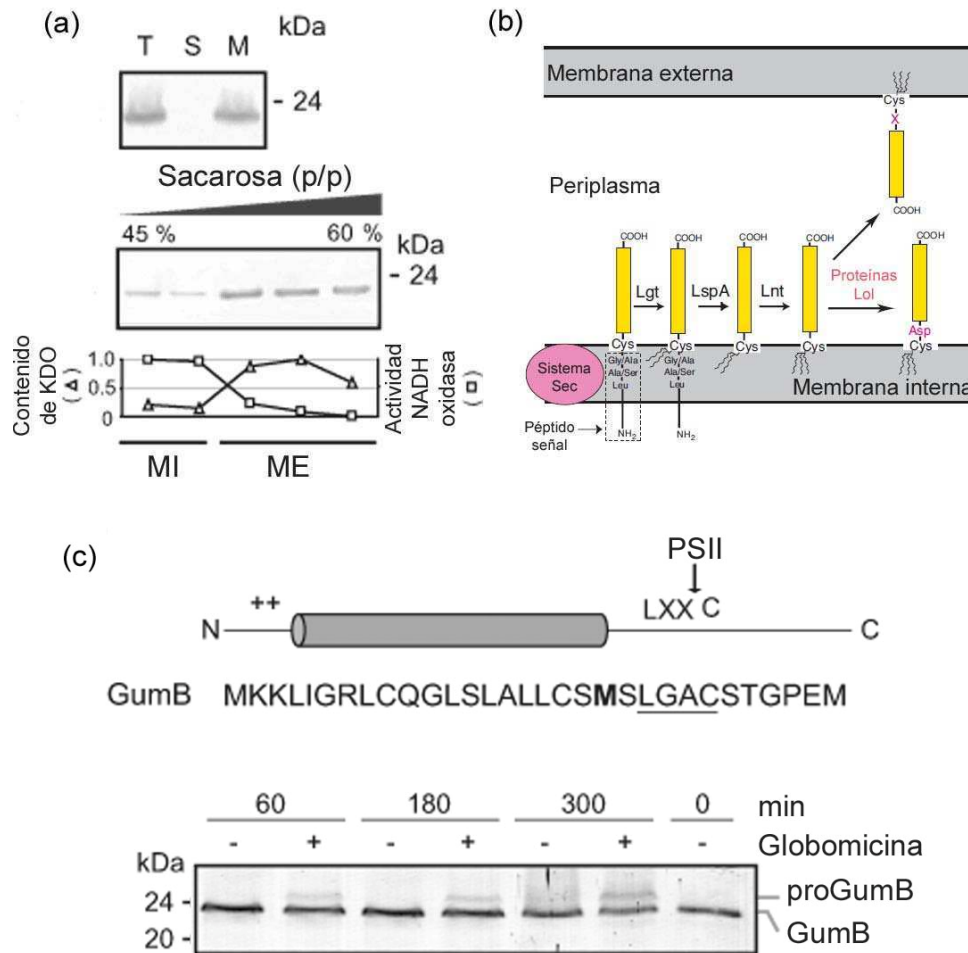 (a)
kDa
T S M
- 24
Sacarosa (p/p)
45 % 60 %
kDa
- 24
Contenido
de KDO
( △ )
1.0
0.5
0
Actividad
NADH
oxidasa
( □ )
MI ME
(b)
Membrana externa
Cys
X
COOH
Periplasma
COOH COOH COOH COOH COOH
Lgt LspA Lnt Proteínas
Lol
Asp
Cys Cys Cys Cys Cys
Sistema
Sec
Gly/Ala Gly/Ala
Ala/Ser Ala/Ser
Leu Leu
Membrana interna
Péptido
señal
NH2 NH2
(c)
PSII
++ LXX C
N C
GumB MKKLIGRLCQGLSLALLCSMSLGACSTGPEM
60 180 300 0 min
- + - + - + - Globomicina
kDa
24 - proGumB
20 - GumB